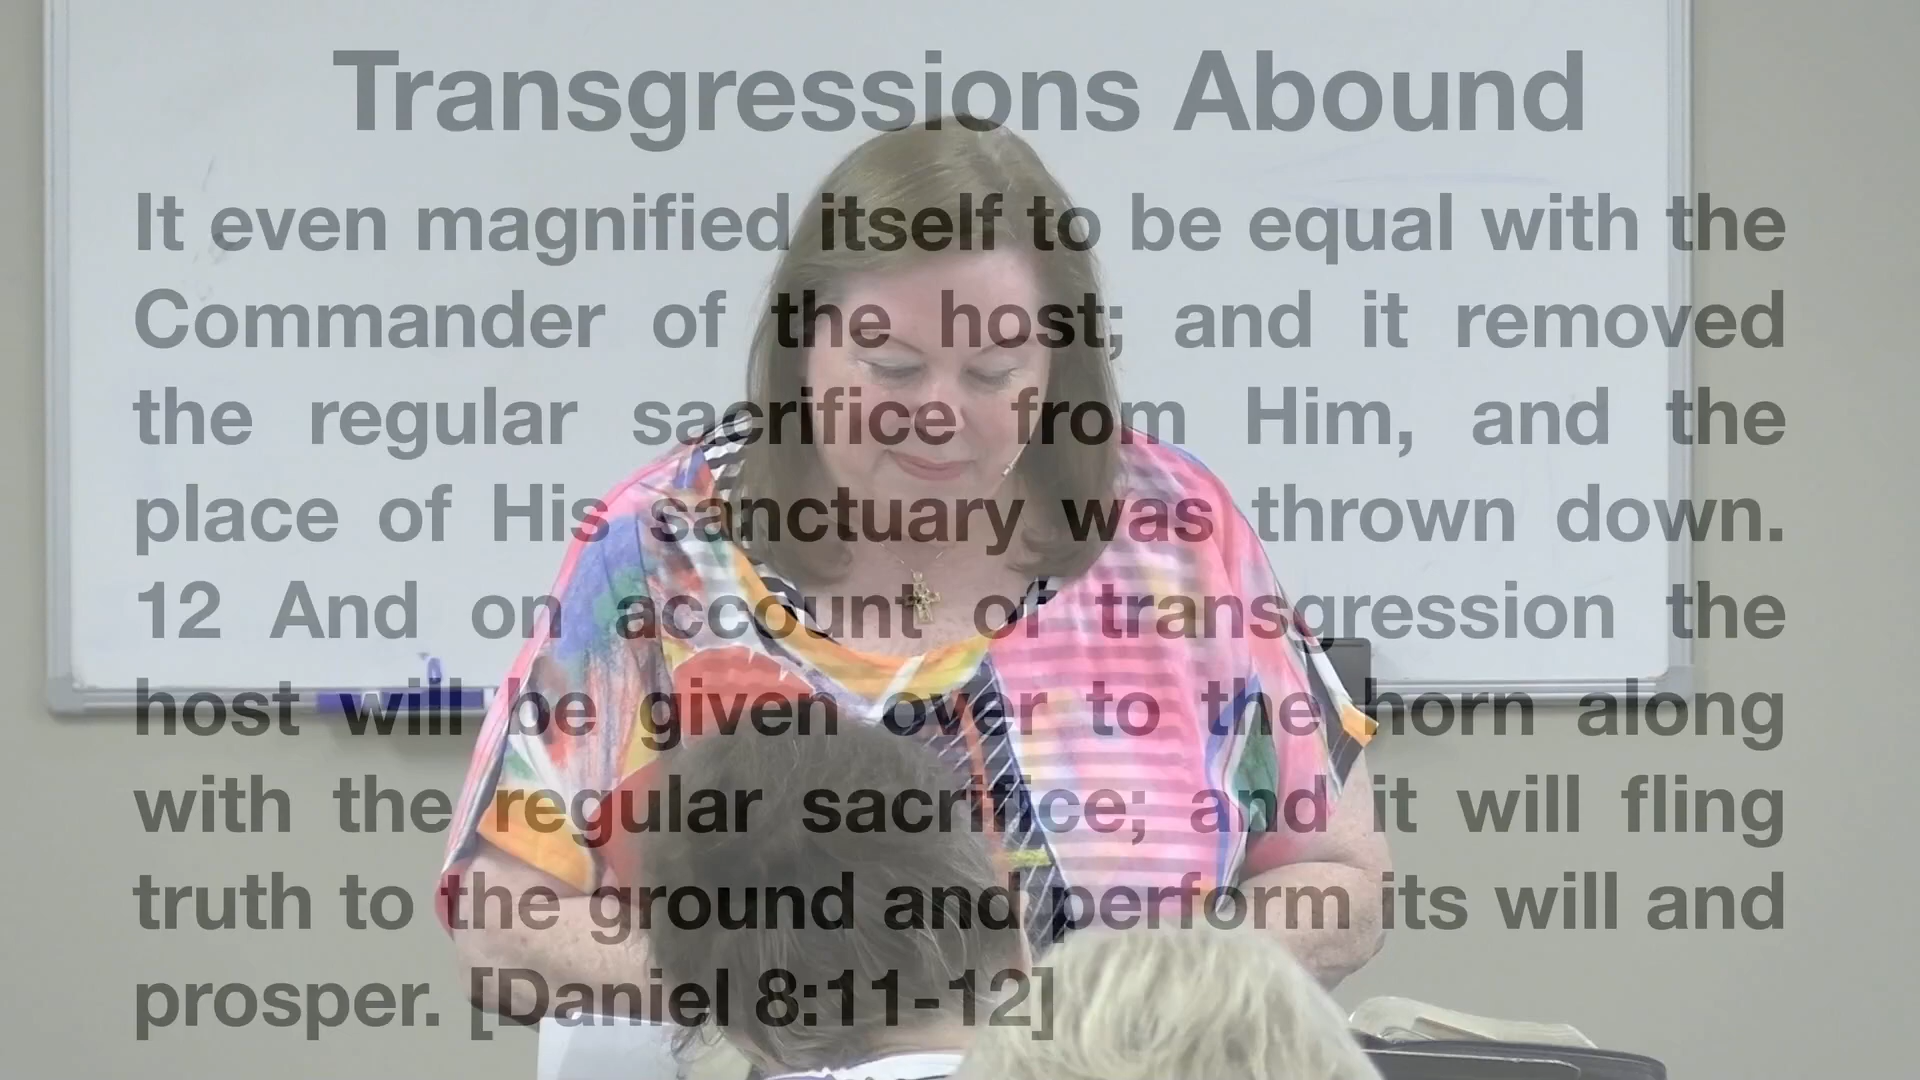 Transgressions Abound
It even magnified itself to be equal with the
Commander of the host; and it removed
the regular sacrifice from Him, and the
place of His sanctuary was thrown down.
12 And on account of transgression the
host will be given over to the horn along
with the regular sacrifice; and it will fling
truth to the ground and perform its will and
prosper. [Daniel 8:11-12]